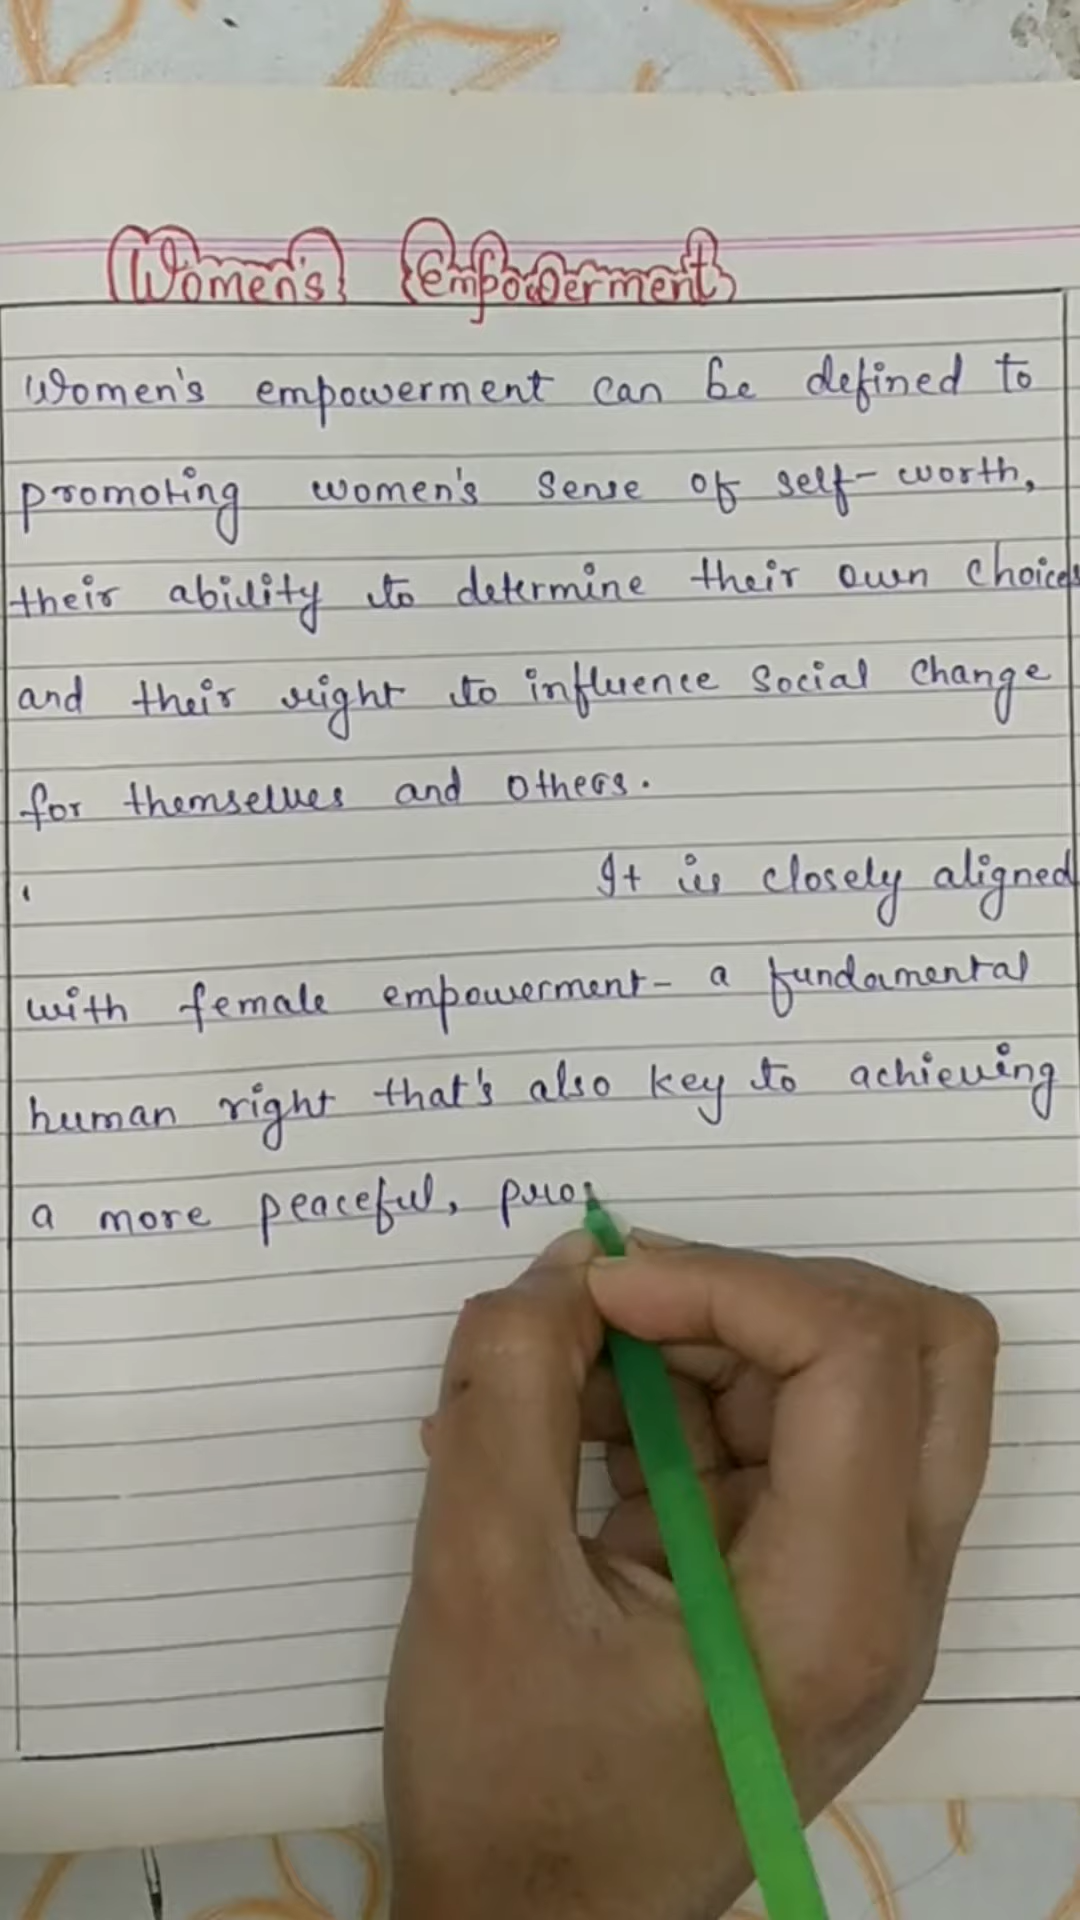 Women's Empowerment
Women's empowerment can be defined to
promoting women's sense of self-worth,
their ability to determine their own choices
and their right to influence social change
for themselves and others.
It is closely aligned
with female empowerment- a fundamental
human right that's also key to achieving
a more peaceful,